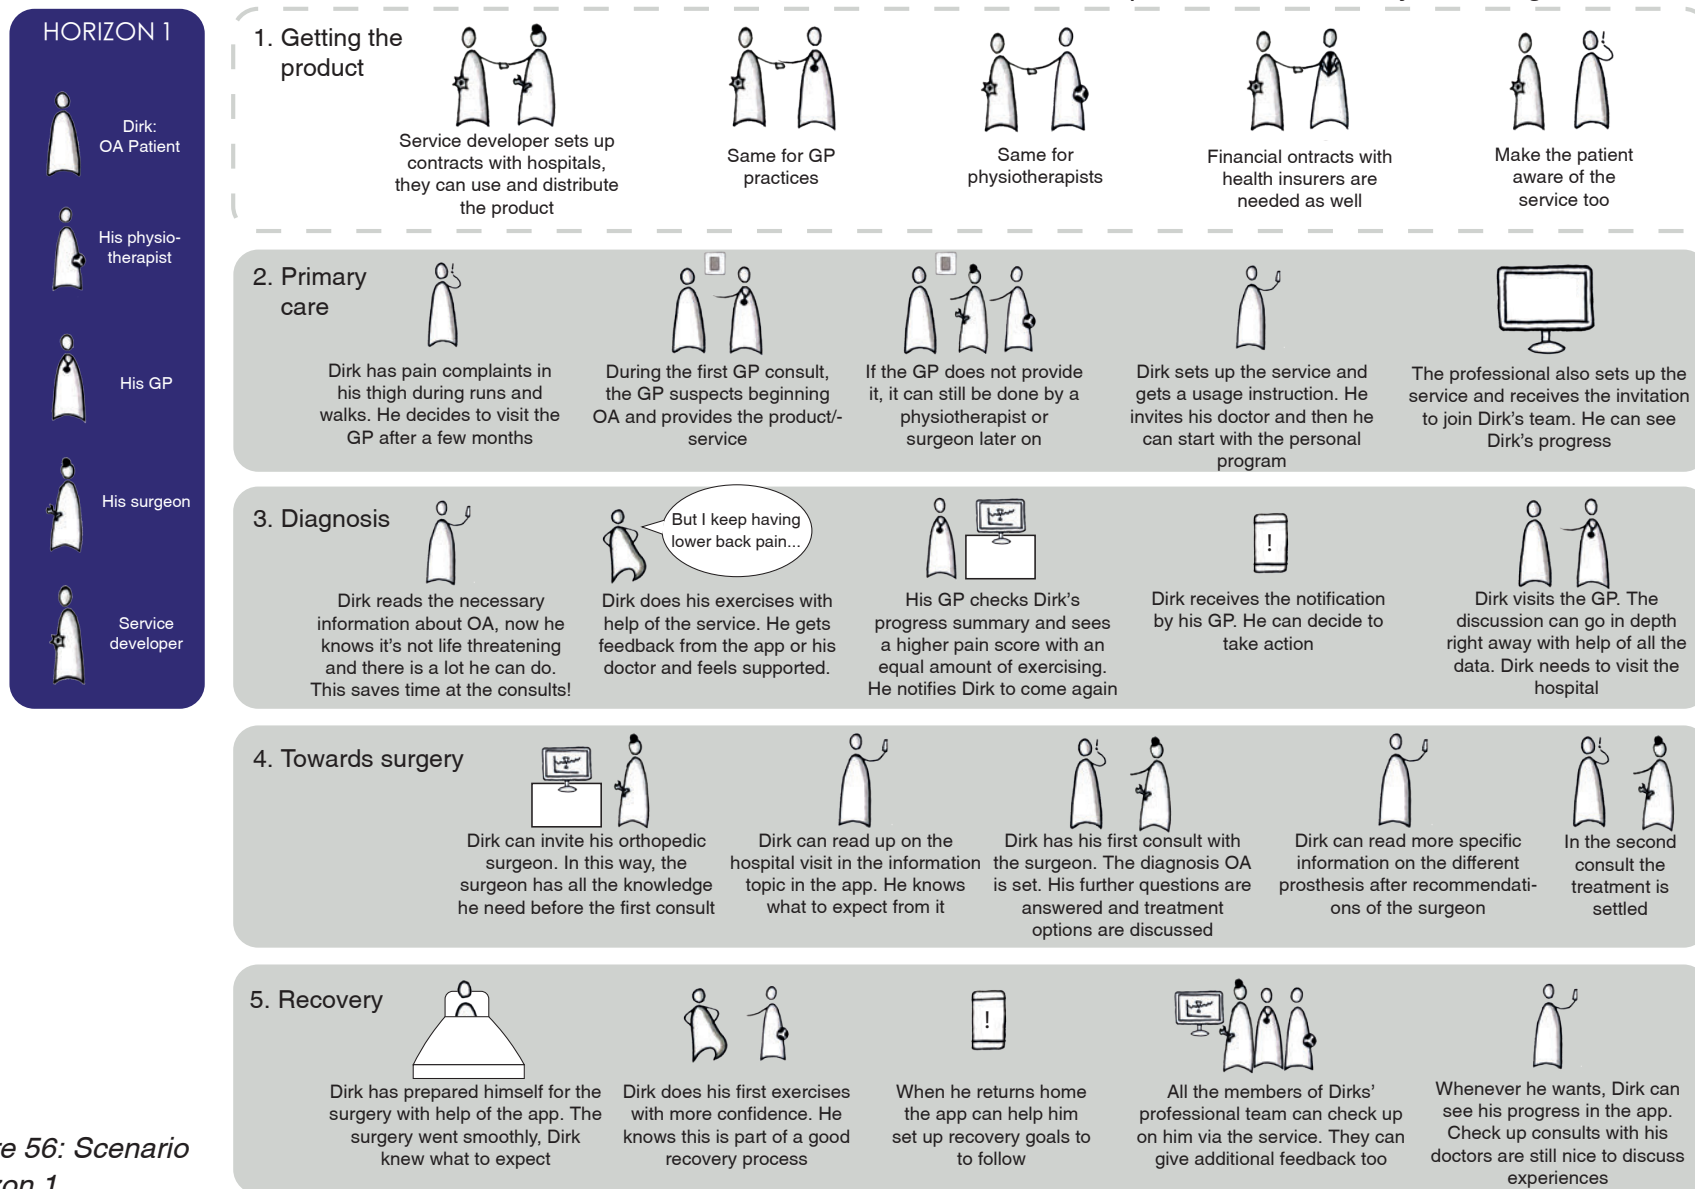 HORIZON 1
Dirk:
OA Patient
His physio-
therapist
His GP
His surgeon
Service
developer
1. Getting the
product
Service developer sets up
contracts with hospitals,
they can use and distribute
the product
Same for GP
practices
Same for
physiotherapists
Financial ontracts with
health insurers are
needed as well
Make the patient
aware of the
service too
2. Primary
care
Dirk has pain complaints in
his thigh during runs and
walks. He decides to visit the
GP after a few months
During the first GP consult,
the GP suspects beginning
OA and provides the product/-
service
If the GP does not provide
it, it can still be done by a
physiotherapist or
surgeon later on
Dirk sets up the service and
gets a usage instruction. He
invites his doctor and then he
can start with the personal
program
The professional also sets up the
service and receives the invitation
to join Dirk's team. He can see
Dirk's progress
3. Diagnosis
But I keep having
lower back pain...
Dirk reads the necessary
information about OA, now he
knows it's not life threatening
and there is a lot he can do.
This saves time at the consults!
Dirk does his exercises with
help of the service. He gets
feedback from the app or his
doctor and feels supported.
His GP checks Dirk's
progress summary and sees
a higher pain score with an
equal amount of exercising.
He notifies Dirk to come again
!
Dirk receives the notification
by his GP. He can decide to
take action
Dirk visits the GP. The
discussion can go in depth
right away with help of all the
data. Dirk needs to visit the
hospital
4. Towards surgery
Dirk can invite his orthopedic
surgeon. In this way, the
surgeon has all the knowledge
he need before the first consult
Dirk can read up on the
hospital visit in the information
topic in the app. He knows
what to expect from it
Dirk has his first consult with
the surgeon. The diagnosis OA
is set. His further questions are
answered and treatment
options are discussed
Dirk can read more specific
information on the different
prosthesis after recommendati-
ons of the surgeon
In the second
consult the
treatment is
settled
5. Recovery
Dirk has prepared himself for the
surgery with help of the app. The
surgery went smoothly, Dirk
knew what to expect
Dirk does his first exercises
with more confidence. He
knows this is part of a good
recovery process
!
When he returns home
the app can help him
set up recovery goals to
to follow
All the members of Dirks'
professional team can check up
on him via the service. They can
give additional feedback too
Whenever he wants, Dirk can
see his progress in the app.
Check up consults with his
doctors are still nice to discuss
experiences
56: Scenario
1